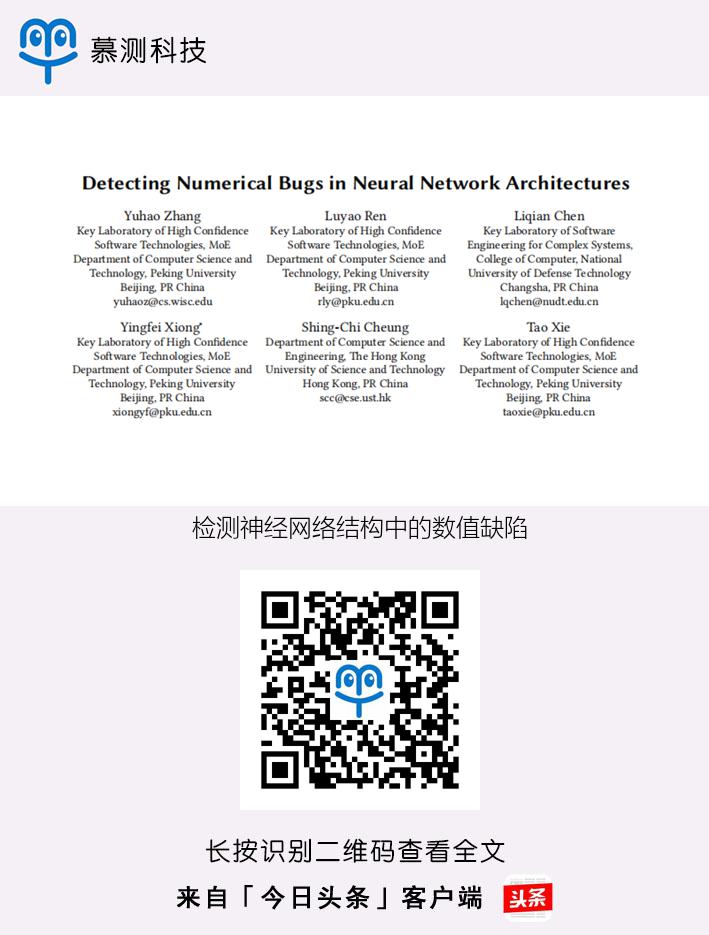 慕测科技
Detecting Numerical Bugs in Neural Network Architectures
Yuhao Zhang
Key Laboratory of High Confidence
Software Technologies, MoE
Department of Computer Science and
Technology, Peking University
Beijing, PR China
yuhaoz@cs.wisc.edu
Luyao Ren
Key Laboratory of High Confidence
Software Technologies, MoE
Department of Computer Science and
Technology, Peking University
Beijing, PR China
rly@pku.edu.cn
Liqian Chen
Key Laboratory of Software
Engineering for Complex Systems,
College of Computer, National
University of Defense Technology
Changsha, PR China
lqchen@nudt.edu.cn
Yingfei Xiong*
Key Laboratory of High Confidence
Software Technologies, MoE
Department of Computer Science and
Technology, Peking University
Beijing, PR China
xiongyf@pku.edu.cn
Shing-Chi Cheung
Department of Computer Science and
Engineering, The Hong Kong
University of Science and Technology
Hong Kong, PR China
scc@cse.ust.hk
Tao Xie
Key Laboratory of High Confidence
Software Technologies, MoE
Department of Computer Science and
Technology, Peking University
Beijing, PR China
taoxie@pku.edu.cn
检测神经网络结构中的数值缺陷
长按识别二维码查看全文
来自「今日头条」客户端
头条